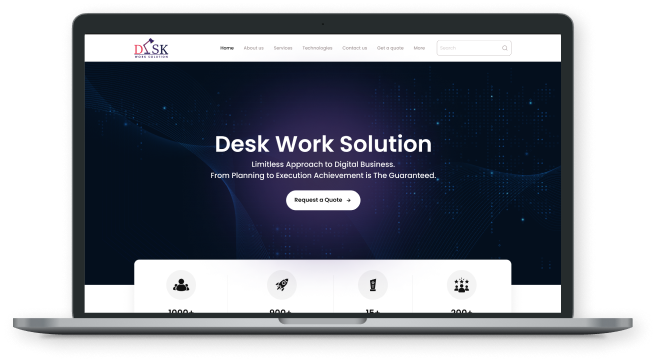 DESK
WORK SOLUTION
Home About us Services Technologies Contact us Get a quote More
Search
Desk Work Solution
Limitless Approach to Digital Business.
From Planning to Execution Achievement is The Guaranteed.
Request a Quote →
1000+ 900+ 15+ 200+